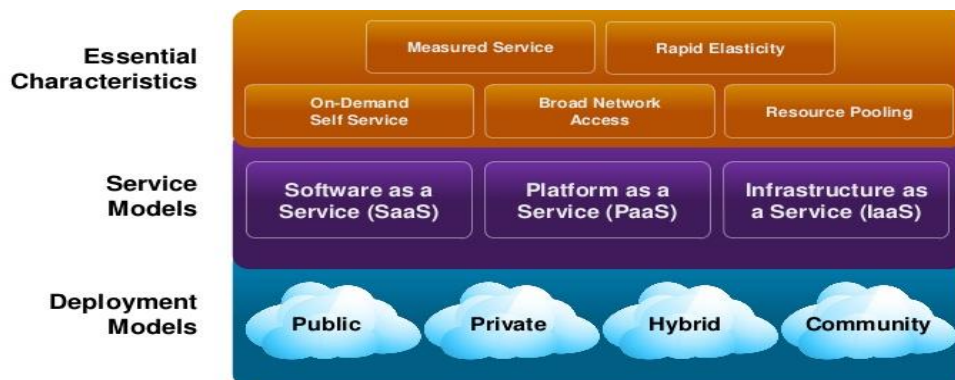 Essential
Characteristics
Measured Service
Rapid Elasticity
On-Demand
Self Service
Broad Network
Access
Resource Pooling
Service
Models
Software as a
Service (SaaS)
Platform as a
Service (PaaS)
Infrastructure as
a Service (IaaS)
Deployment
Models
Public
Private
Hybrid
Community